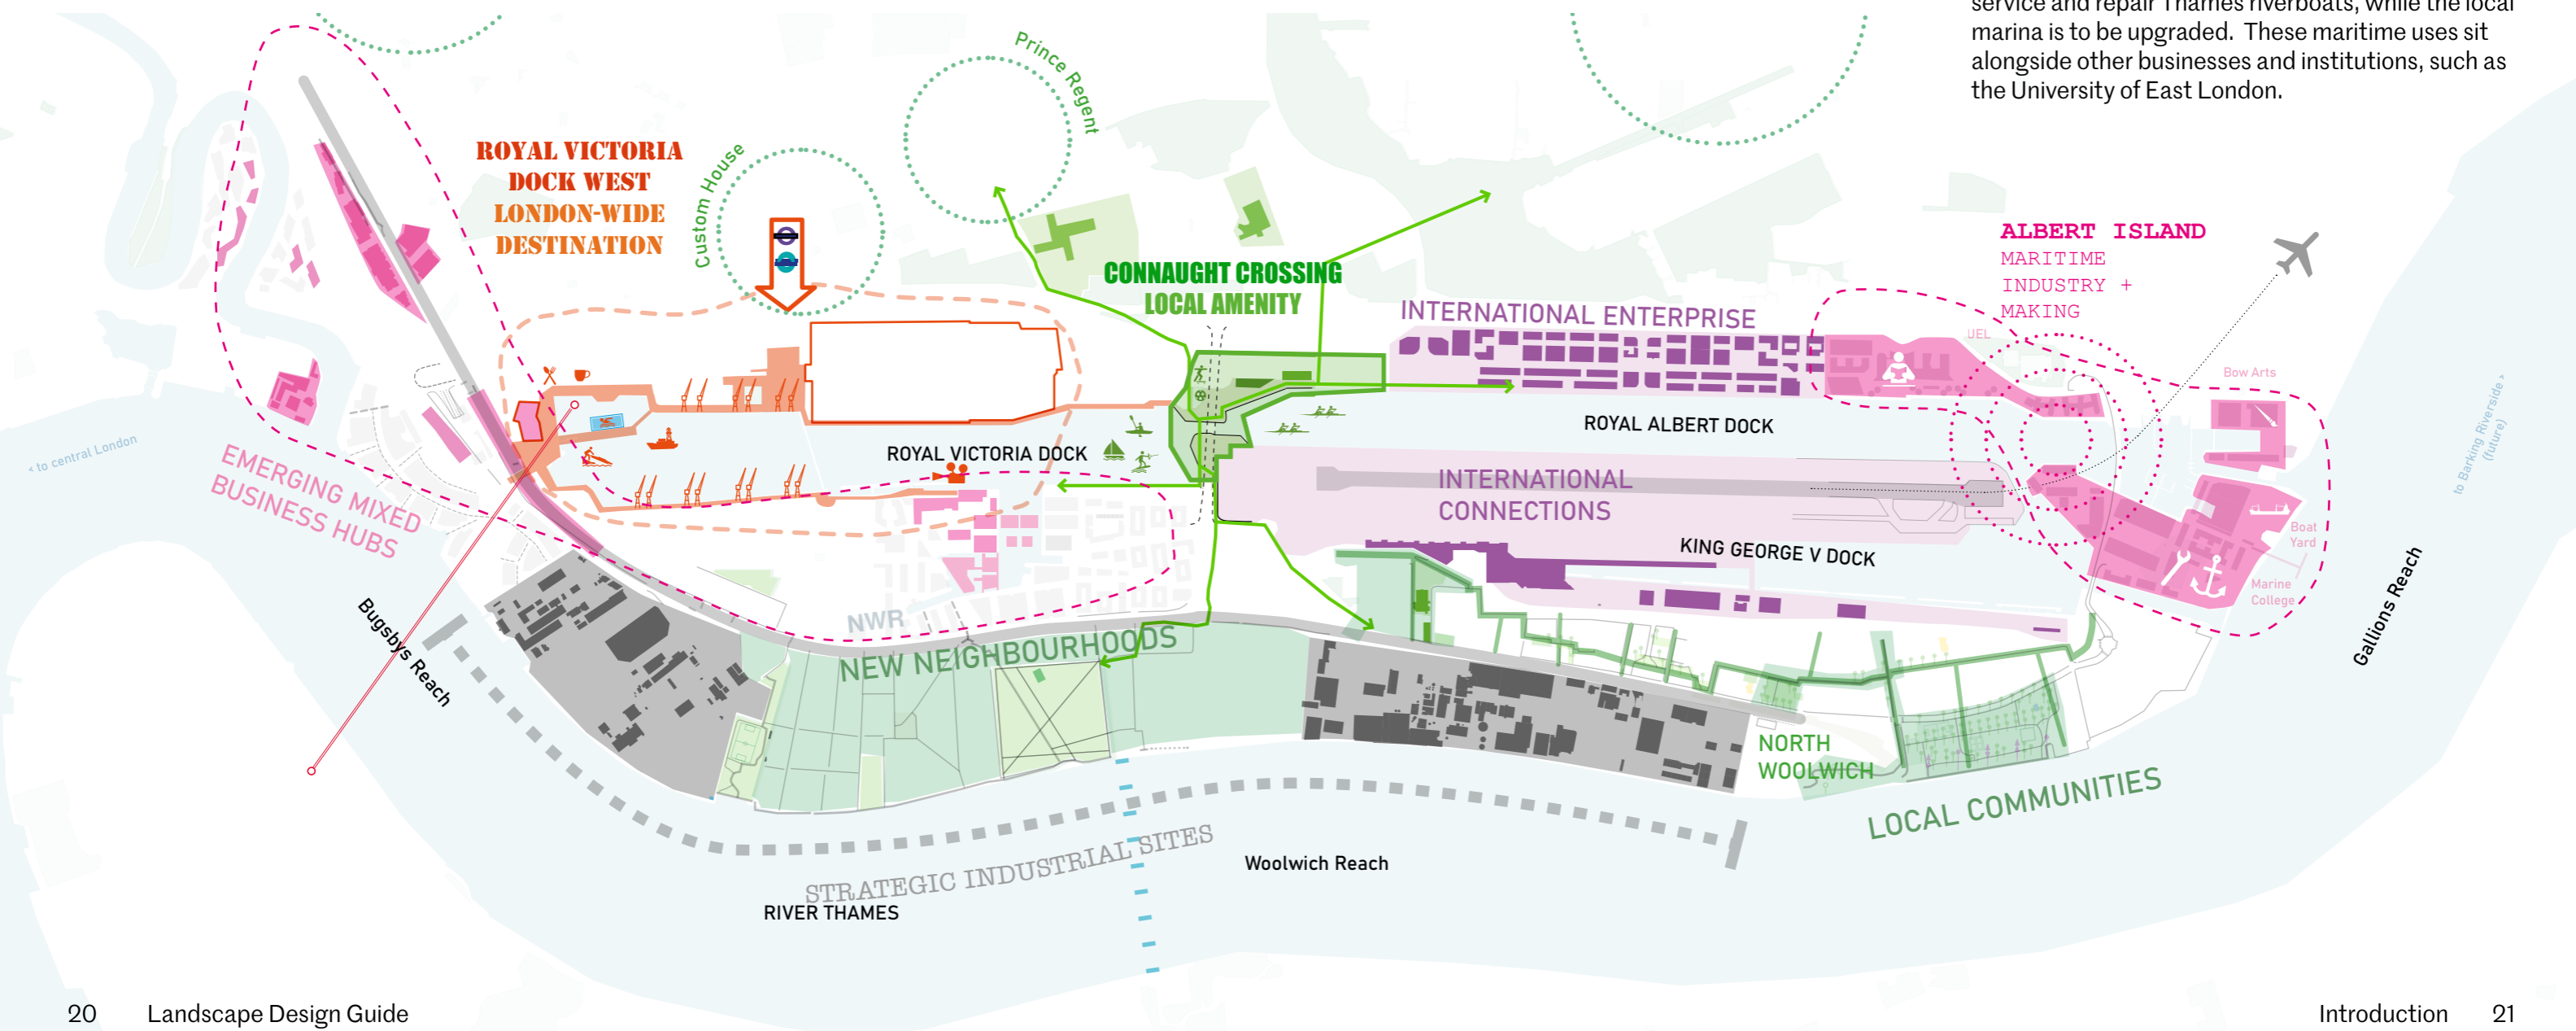 service and repair Thames riverboats, while the local
marina is to be upgraded.  These maritime uses sit
alongside other businesses and institutions, such as
the University of East London.
Prince Regent
Custom House
ROYAL VICTORIA
DOCK WEST
LONDON-WIDE
DESTINATION
CONNAUGHT CROSSING
LOCAL AMENITY
INTERNATIONAL ENTERPRISE
ALBERT ISLAND
MARITIME
INDUSTRY +
MAKING
UEL
Bow Arts
< to central London
EMERGING MIXED
BUSINESS HUBS
ROYAL VICTORIA DOCK
ROYAL ALBERT DOCK
INTERNATIONAL
CONNECTIONS
KING GEORGE V DOCK
to Barking Riverside >
(future)
Boat
Yard
Marine
College
Gallions Reach
Bugsbys Reach
NWR
NEW NEIGHBOURHOODS
NORTH
WOOLWICH
LOCAL COMMUNITIES
STRATEGIC INDUSTRIAL SITES
Woolwich Reach
RIVER THAMES
20 Landscape Design Guide
Introduction 21